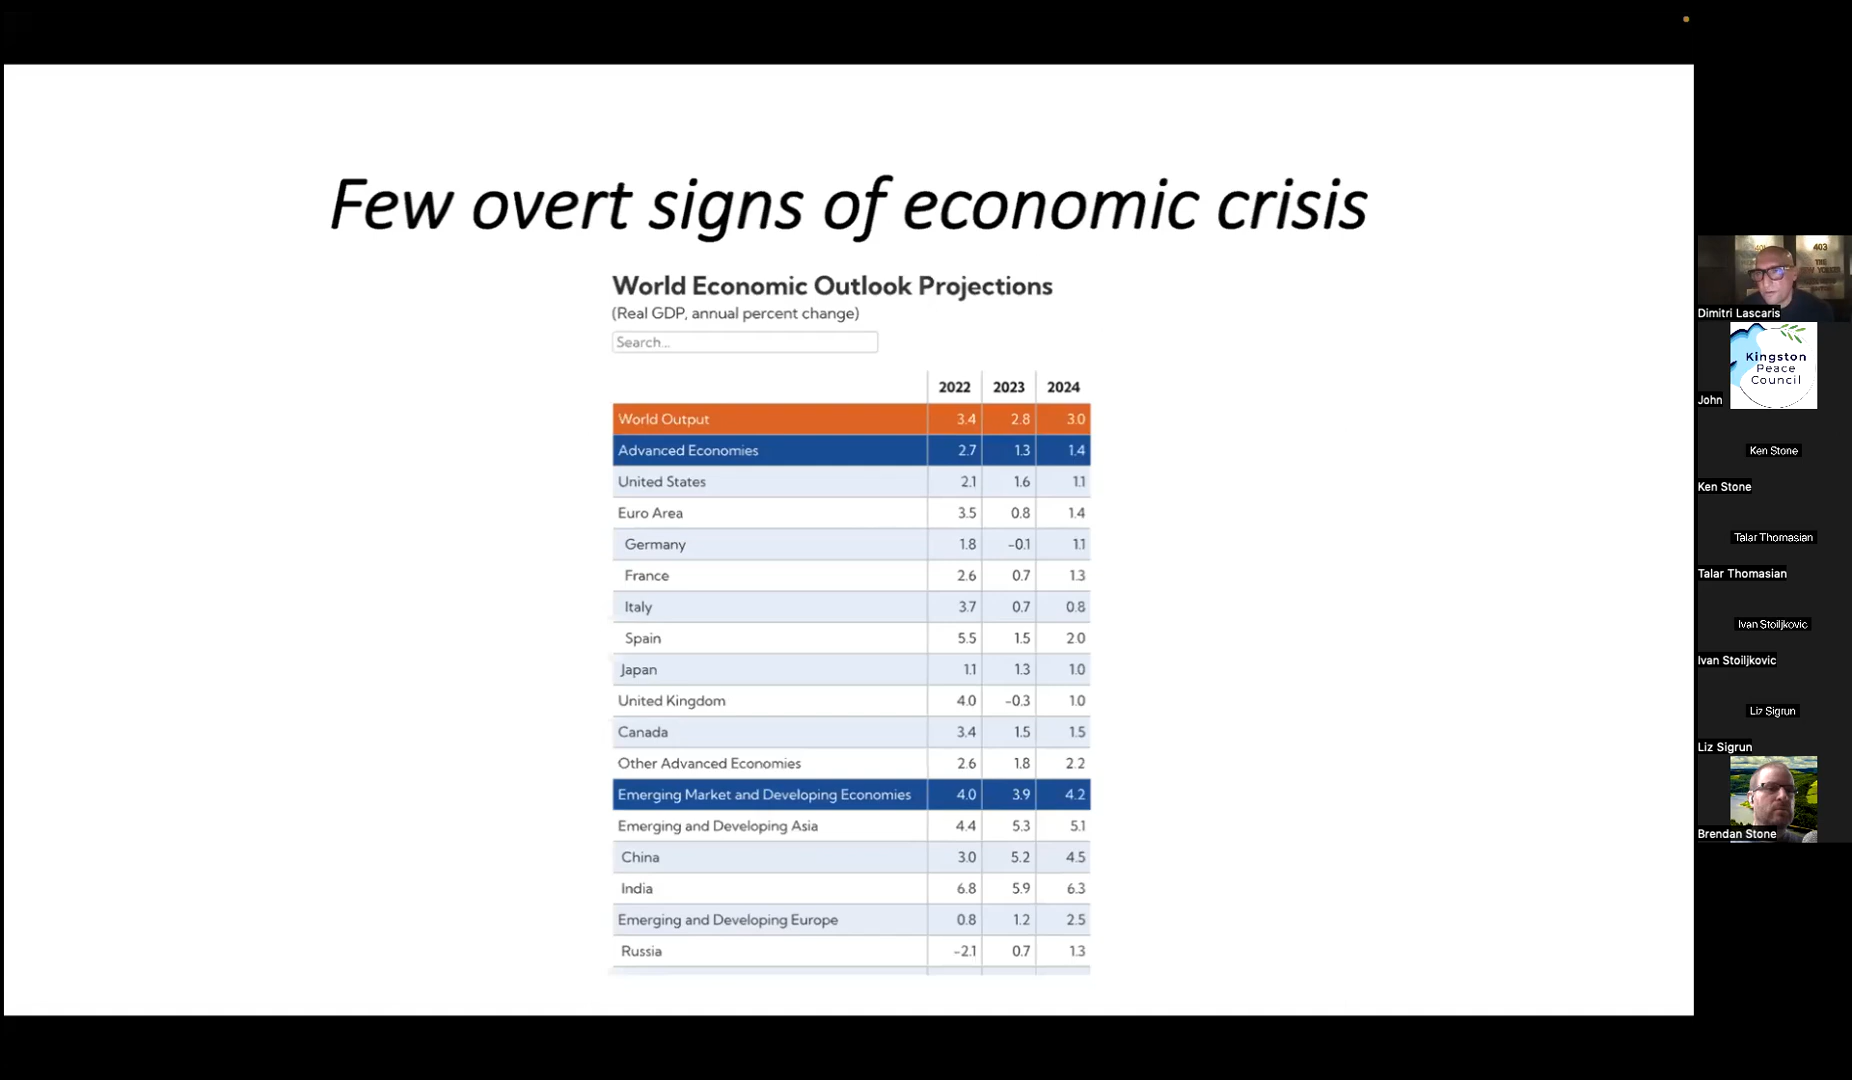 Few overt signs of economic crisis
World Economic Outlook Projections
(Real GDP, annual percent change)
Search...
2022 2023 2024
World Output 3.4 2.8 3.0
Advanced Economies 2.7 1.3 1.4
United States 2.1 1.6 1.1
Euro Area 3.5 0.8 1.4
Germany 1.8 -0.1 1.1
France 2.6 0.7 1.3
Italy 3.7 0.7 0.8
Spain 5.5 1.5 2.0
Japan 1.1 1.3 1.0
United Kingdom 4.0 -0.3 1.0
Canada 3.4 1.5 1.5
Other Advanced Economies 2.6 1.8 2.2
Emerging Market and Developing Economies 4.0 3.9 4.2
Emerging and Developing Asia 4.4 5.3 5.1
China 3.0 5.2 4.5
India 6.8 5.9 6.3
Emerging and Developing Europe 0.8 1.2 2.5
Russia -2.1 0.7 1.3
403
THE
Dimitri Lascaris
Kingston
Peace
Council
John
Ken Stone
Ken Stone
Talar Thomasian
Talar Thomasian
Ivan Stoiljkovic
Ivan Stoiljkovic
Liz Sigrun
Liz Sigrun
Brendan Stone